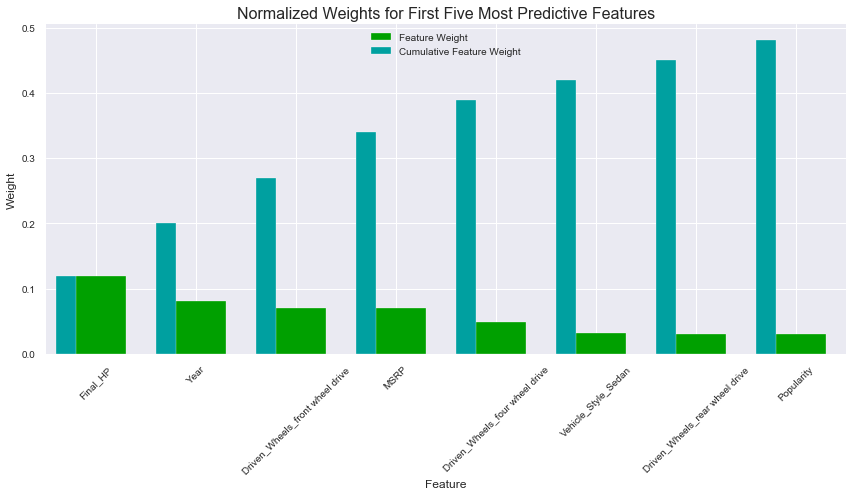 Normalized Weights for First Five Most Predictive Features
Feature Weight
Cumulative Feature Weight
0.5
0.4
0.3
0.2
0.1
0.0
Weight
Final_HP
Year
Driven_Wheels_front wheel drive
MSRP
Driven_Wheels_four wheel drive
Vehicle_Style_Sedan
Driven_Wheels_rear wheel drive
Popularity
Feature